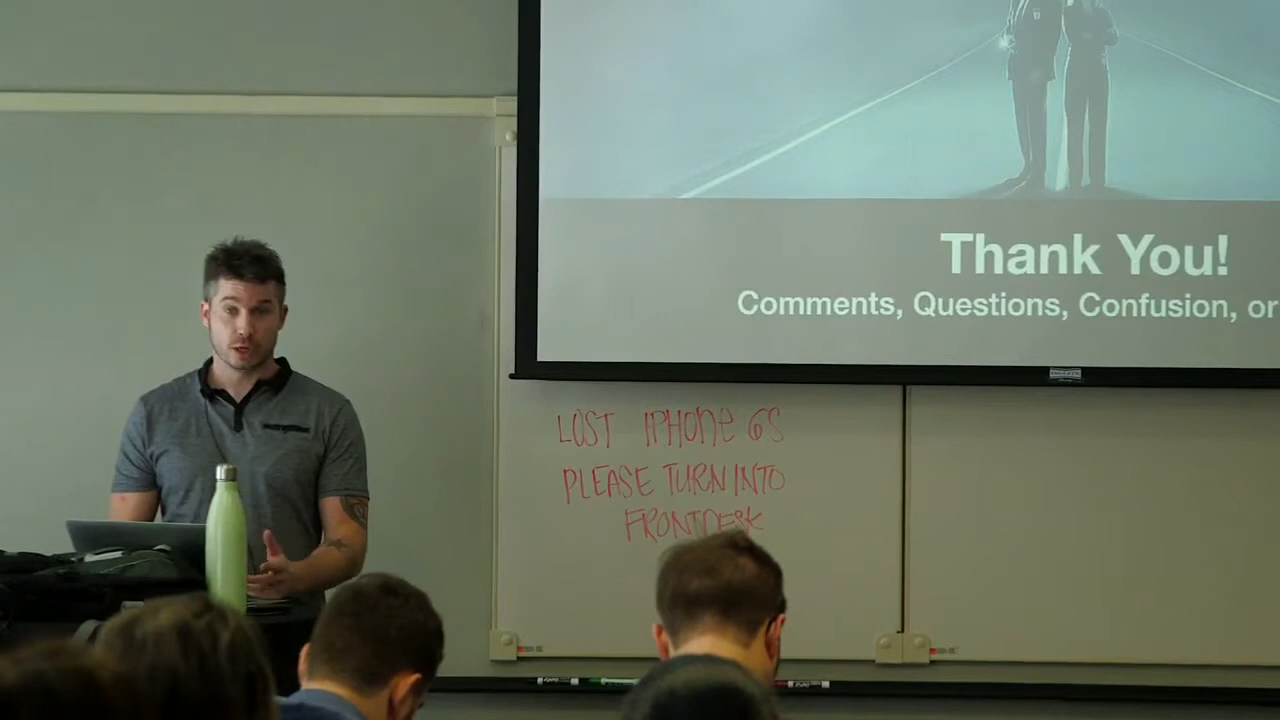 Thank You!
Comments, Questions, Confusion, or
LOST IPHONE 6S
PLEASE TURN INTO
FRONTDESK